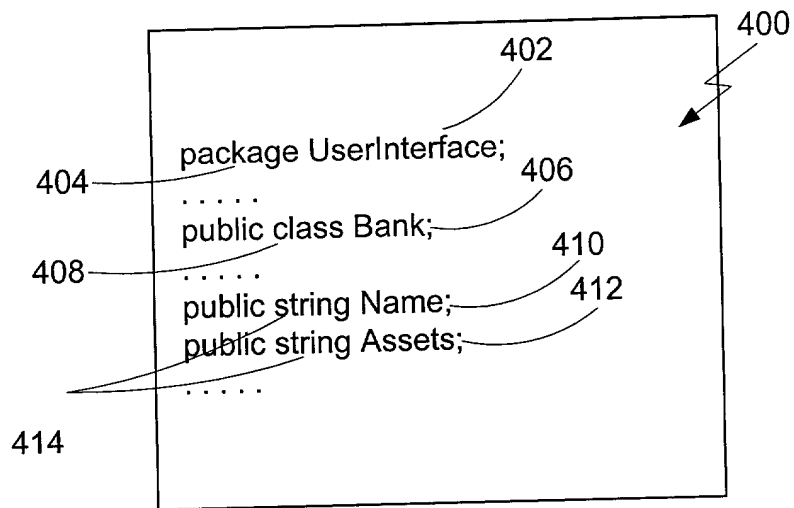 400
402
package UserInterface;
404
. . . . .
406
public class Bank;
408
. . . . .
410
public string Name;
412
public string Assets;
. . . . .
414